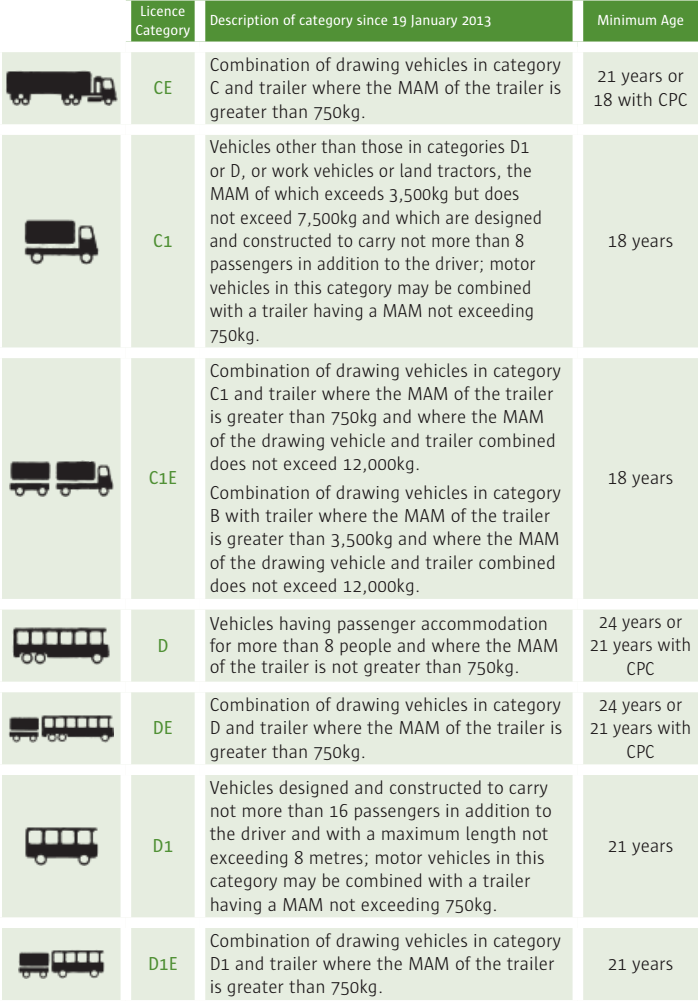 Licence
Category
Description of category since 19 January 2013
Minimum Age
CE
Combination of drawing vehicles in category
C and trailer where the MAM of the trailer is
greater than 750kg.
21 years or
18 with CPC
C1
Vehicles other than those in categories D1
or D, or work vehicles or land tractors, the
MAM of which exceeds 3,500kg but does
not exceed 7,500kg and which are designed
and constructed to carry not more than 8
passengers in addition to the driver; motor
vehicles in this category may be combined
with a trailer having a MAM not exceeding
750kg.
18 years
C1E
Combination of drawing vehicles in category
C1 and trailer where the MAM of the trailer
is greater than 750kg and where the MAM
of the drawing vehicle and trailer combined
does not exceed 12,000kg.
Combination of drawing vehicles in category
B with trailer where the MAM of the trailer
is greater than 3,500kg and where the MAM
of the drawing vehicle and trailer combined
does not exceed 12,000kg.
18 years
D
Vehicles having passenger accommodation
for more than 8 people and where the MAM
of the trailer is not greater than 750kg.
24 years or
21 years with
CPC
DE
Combination of drawing vehicles in category
D and trailer where the MAM of the trailer is
greater than 750kg.
24 years or
21 years with
CPC
D1
Vehicles designed and constructed to carry
not more than 16 passengers in addition to
the driver and with a maximum length not
exceeding 8 metres; motor vehicles in this
category may be combined with a trailer
having a MAM not exceeding 750kg.
21 years
D1E
Combination of drawing vehicles in category
D1 and trailer where the MAM of the trailer
is greater than 750kg.
21 years